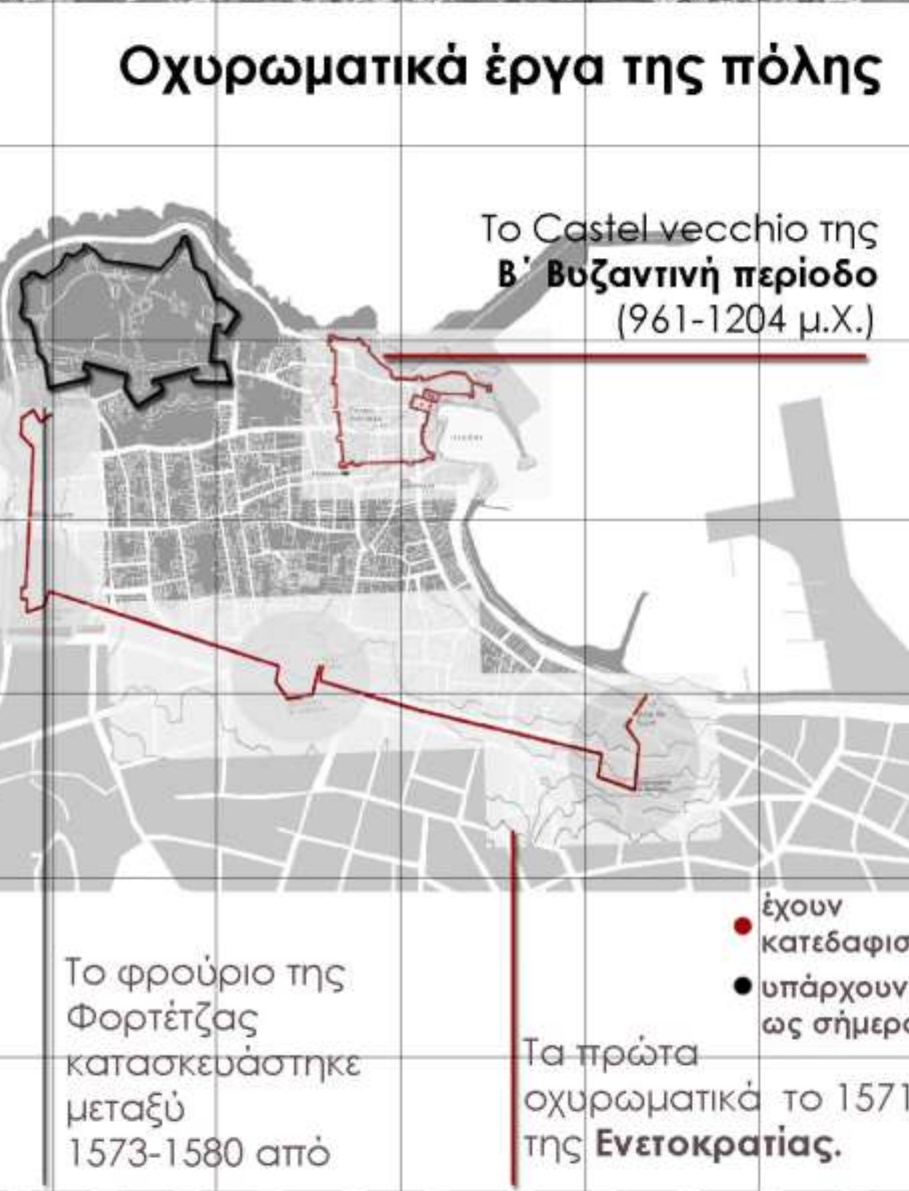 Οχυρωματικά έργα της πόλης
Το Castel vecchio της
Β΄ Βυζαντινή περίοδο
(961-1204 μ.Χ.)
έχουν
κατεδαφισ
υπάρχουν
ως σήμερο
Το φρούριο της
Φορτέτζας
κατασκευάστηκε
μεταξύ
1573-1580 από
Τα πρώτα
οχυρωματικά το 1571
της Ενετοκρατίας.